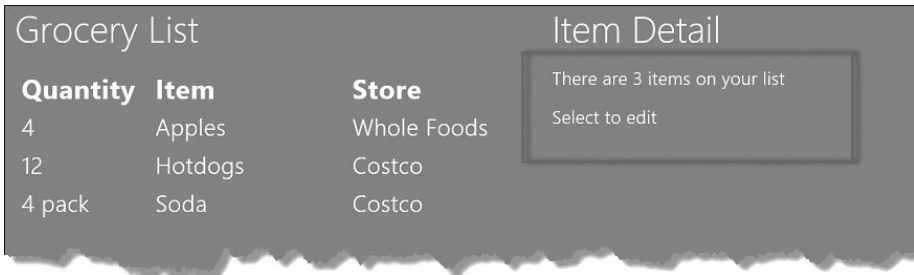 Grocery List
Quantity Item Store
4 Apples Whole Foods
12 Hotdogs Costco
4 pack Soda Costco
Item Detail
There are 3 items on your list
Select to edit